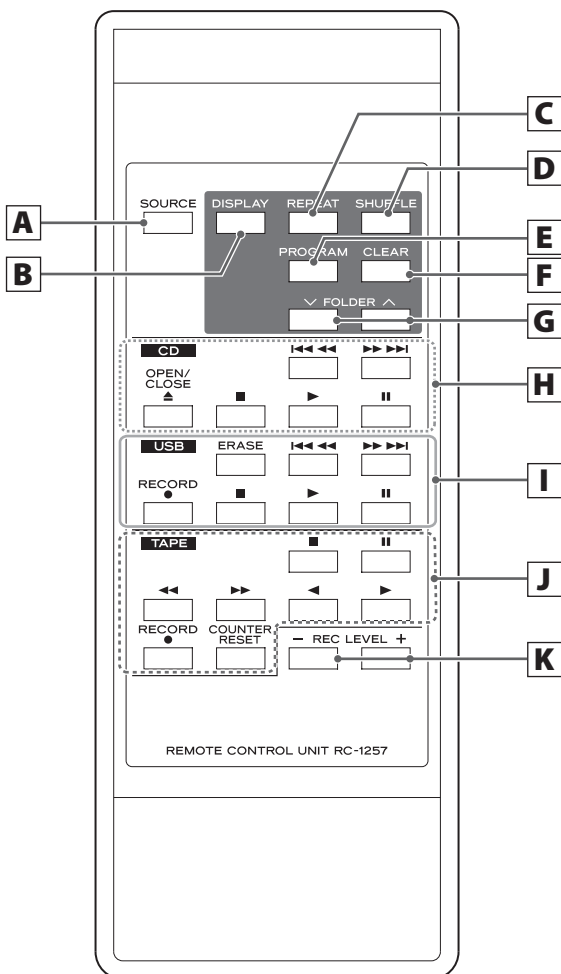 C
D
SOURCE DISPLAY REPEAT SHUFFLE
A
E
PROGRAM CLEAR
B
F
FOLDER
G
CD
OPEN/
CLOSE
H
USB ERASE
RECORD
I
TAPE
J
RECORD COUNTER
RESET
− REC LEVEL +
K
REMOTE CONTROL UNIT RC-1257